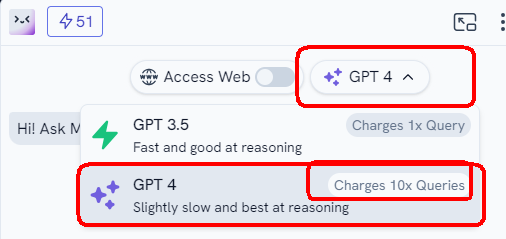 51
Access Web
GPT 4
Hi! Ask M
GPT 3.5
Charges 1x Query
Fast and good at reasoning
GPT 4
Charges 10x Queries
Slightly slow and best at reasoning